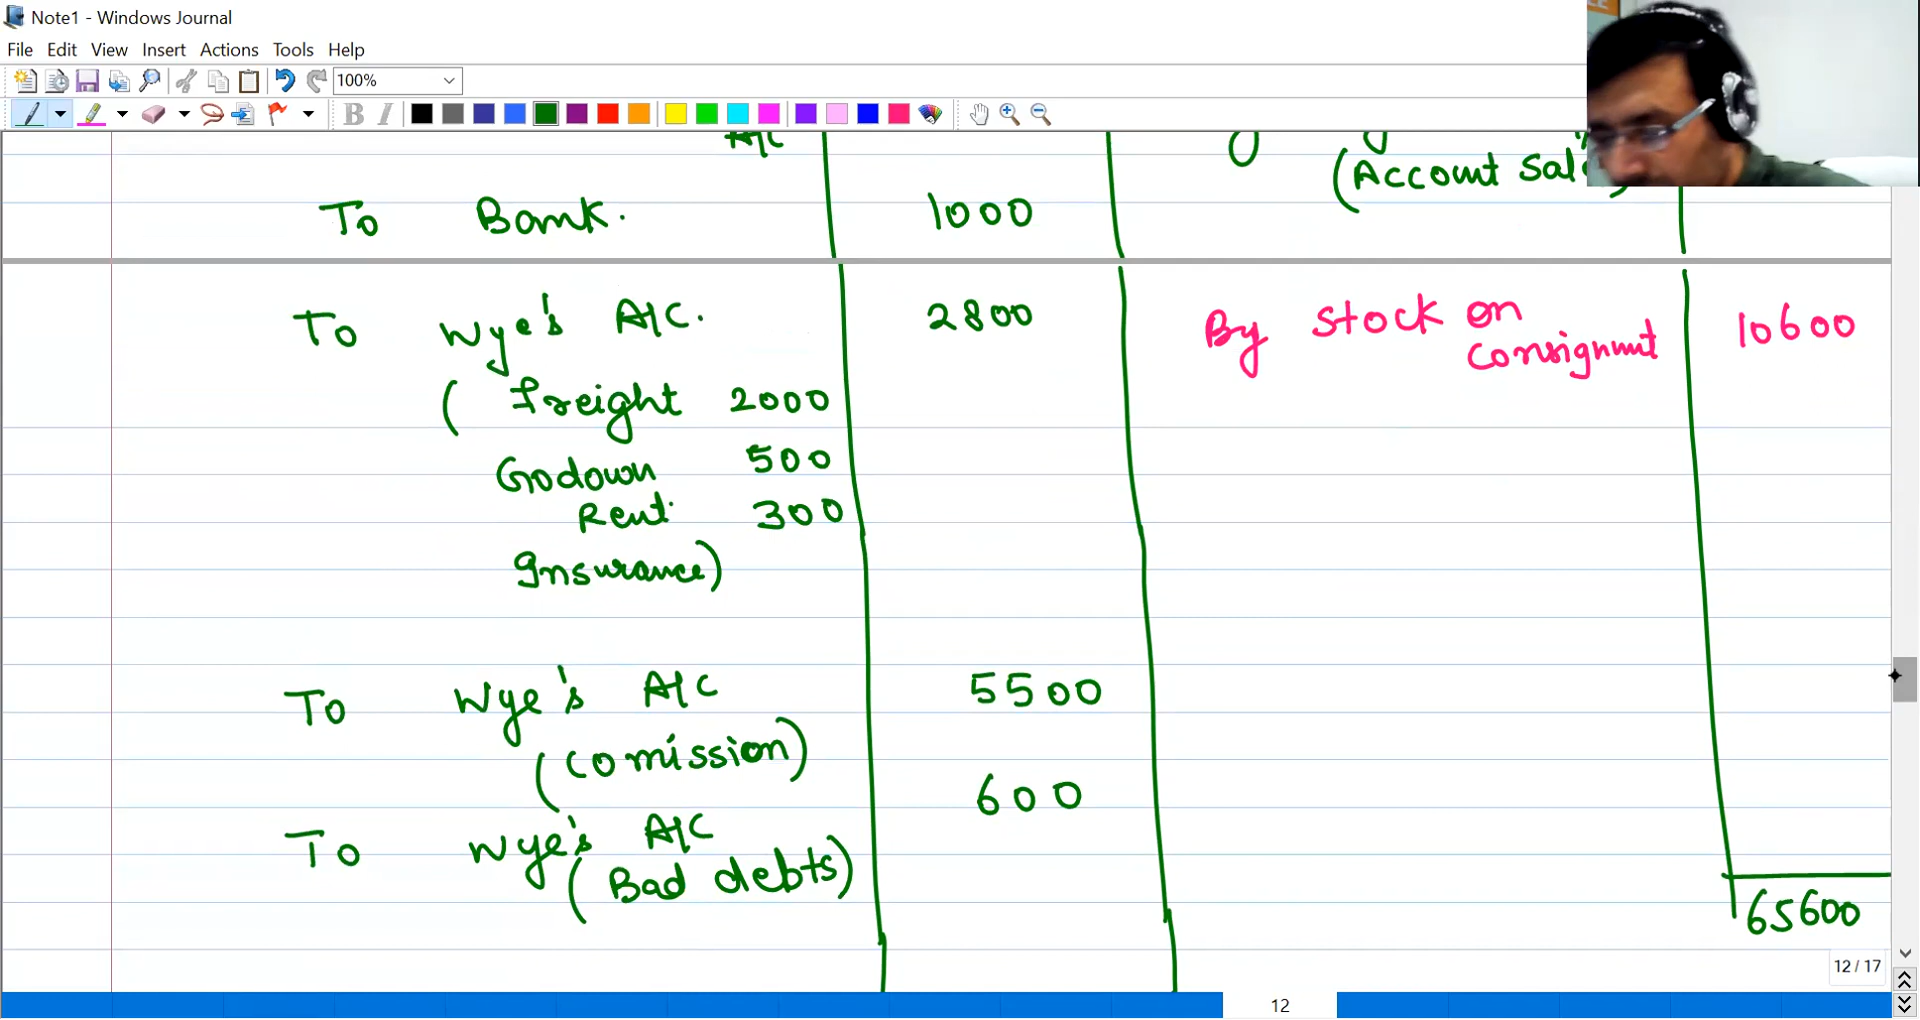 Note1 - Windows Journal
File Edit View Insert Actions Tools Help
100%
B I
A/C
(Account Sal
To Bank. 1000
To Wye's A/C. 2800 By Stock on 10600
consignmt
( Freight 2000
Godown 500
Rent 300
Insurance)
To Wye's A/C 5500
(Comission)
600
To Wye's A/C
(Bad debts)
65600
12 / 17
12